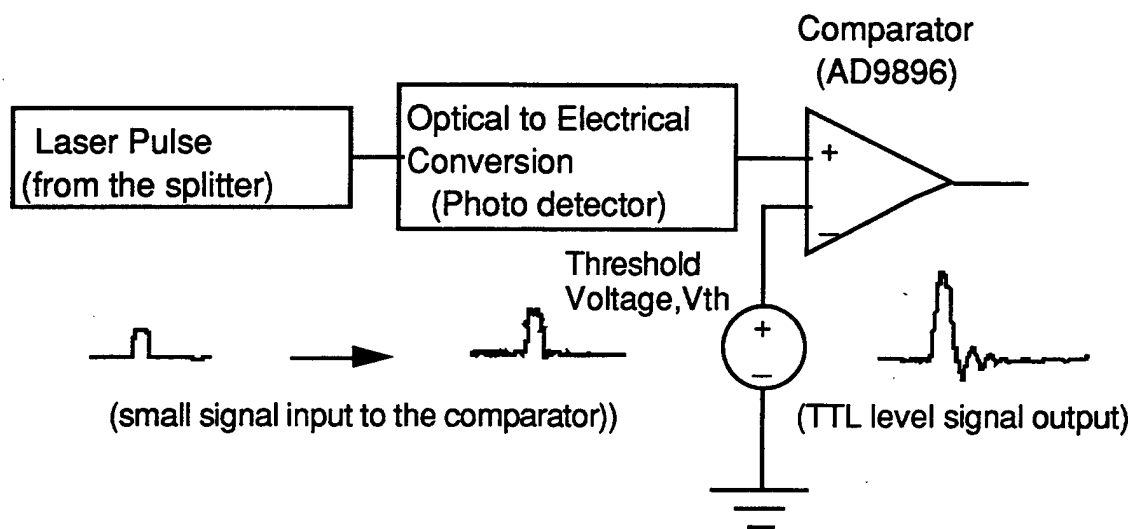 Comparator
(AD9896)
Laser Pulse
(from the splitter)
Optical to Electrical
Conversion
(Photo detector)
+
−
Threshold
Voltage,Vth
+
−
(small signal input to the comparator))
(TTL level signal output)